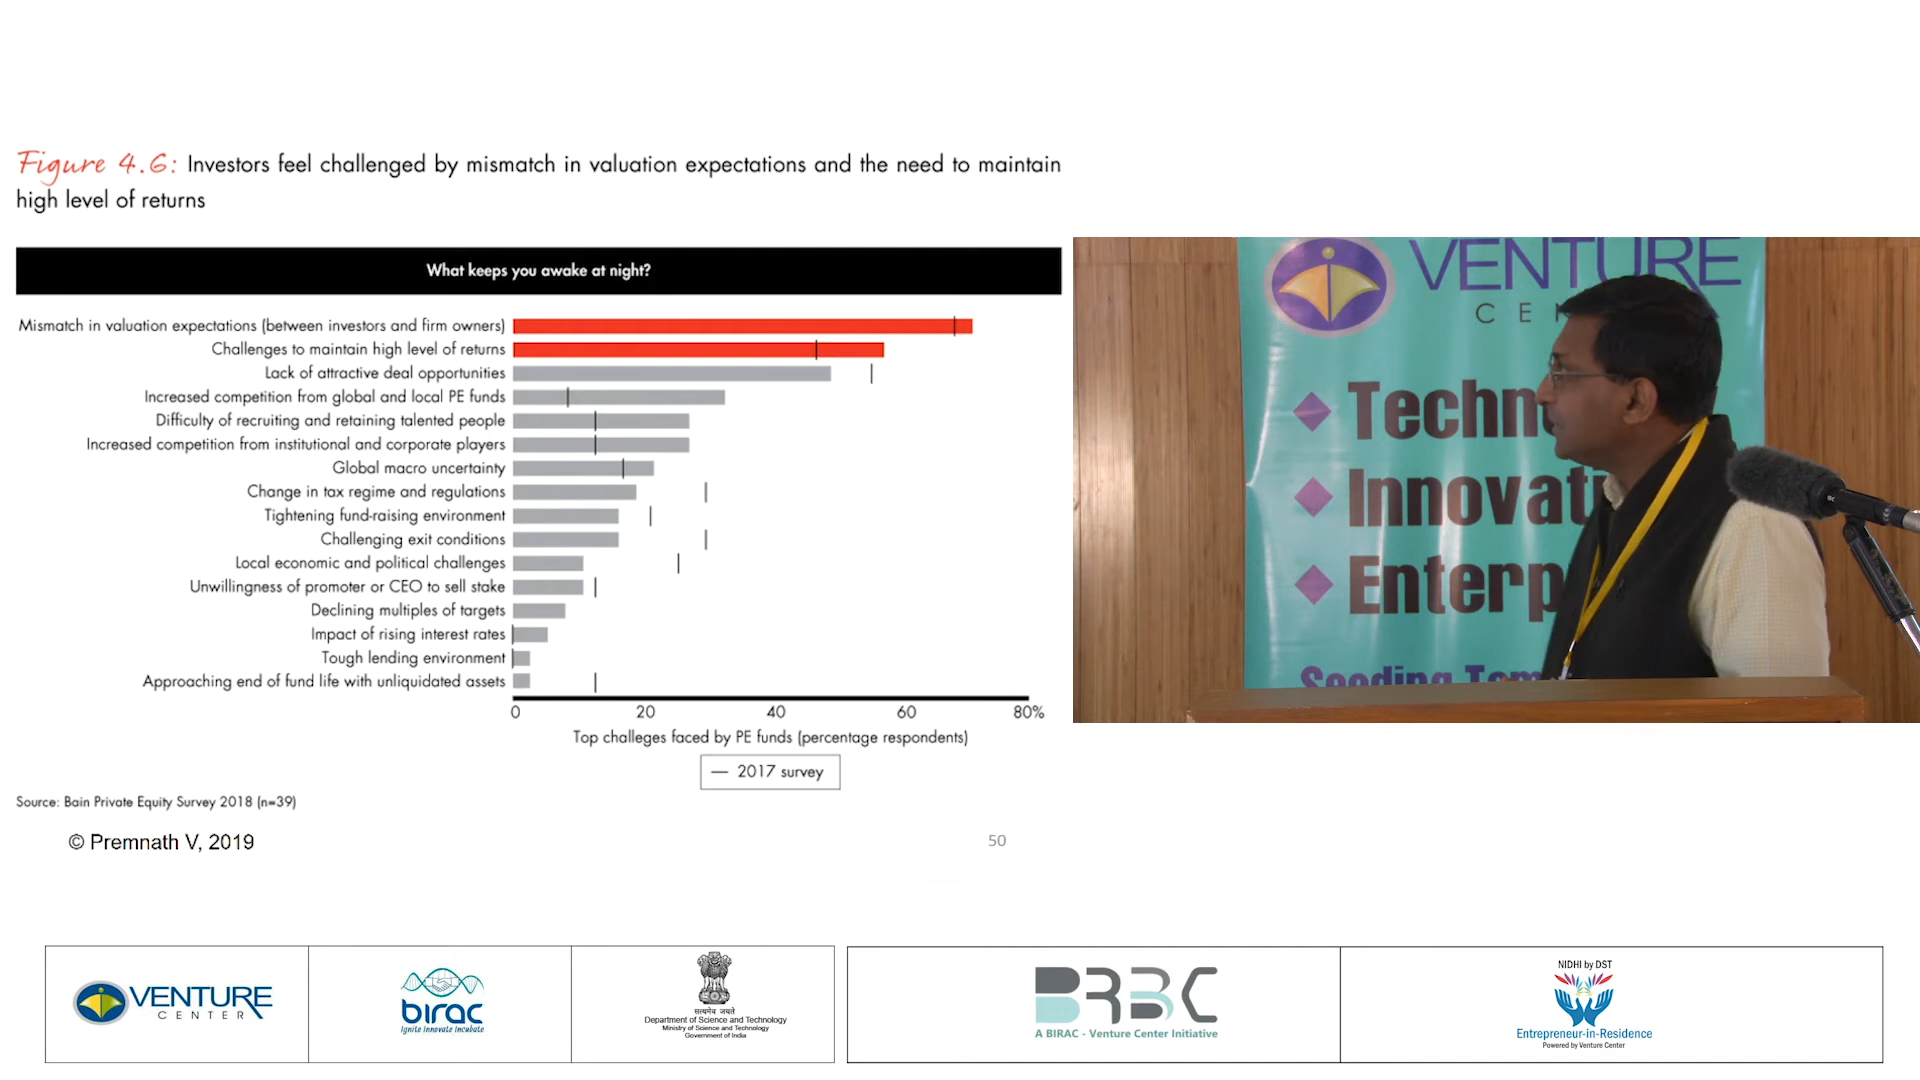 Figure 4.6: Investors feel challenged by mismatch in valuation expectations and the need to maintain
high level of returns
What keeps you awake at night?
Mismatch in valuation expectations (between investors and firm owners)
Challenges to maintain high level of returns
Lack of attractive deal opportunities
Increased competition from global and local PE funds
Difficulty of recruiting and retaining talented people
Increased competition from institutional and corporate players
Global macro uncertainty
Change in tax regime and regulations
Tightening fund-raising environment
Challenging exit conditions
Local economic and political challenges
Unwillingness of promoter or CEO to sell stake
Declining multiples of targets
Impact of rising interest rates
Tough lending environment
Approaching end of fund life with unliquidated assets
0 20 40 60 80%
Top challeges faced by PE funds (percentage respondents)
2017 survey
Source: Bain Private Equity Survey 2018 (n=39)
© Premnath V, 2019
50
VENTURE
CE
Techn
Innovat
Enterp
Seeding Tom
VENTURE
CENTER
birac
Ignite Innovate Incubate
सत्यमेव जयते
Department of Science and Technology
Ministry of Science and Technology
Government of India
BRBC
A BIRAC - Venture Center Initiative
NIDHI by DST
Entrepreneur-in-Residence
Powered by Venture Center